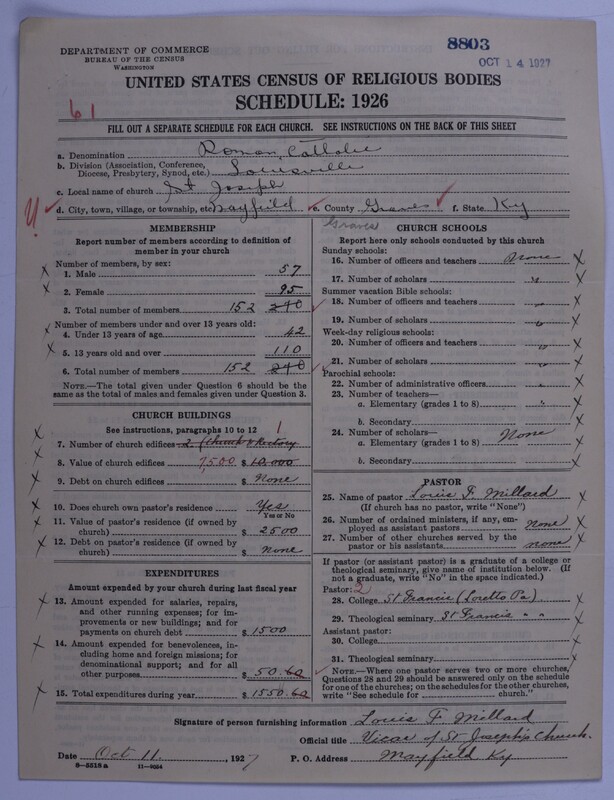 8803
OCT 14 1927
DEPARTMENT OF COMMERCE
BUREAU OF THE CENSUS
WASHINGTON
UNITED STATES CENSUS OF RELIGIOUS BODIES
SCHEDULE: 1926
61
FILL OUT A SEPARATE SCHEDULE FOR EACH CHURCH. SEE INSTRUCTIONS ON THE BACK OF THIS SHEET
a. Denomination Roman Catholic
b. Division (Association, Conference, Diocese, Presbytery, Synod, etc.) Louisville
c. Local name of church St Joseph
d. City, town, village, or township, etc. Mayfield e. County Graves f. State Ky
Graves
MEMBERSHIP
Report number of members according to definition of member in your church
Number of members, by sex:
1. Male 57
2. Female 95
3. Total number of members 152 210
Number of members under and over 13 years old:
4. Under 13 years of age 42
5. 13 years old and over 110
6. Total number of members 152 210
NOTE.—The total given under Question 6 should be the same as the total of males and females given under Question 3.
CHURCH BUILDINGS
See instructions, paragraphs 10 to 12
7. Number of church edifices 2 (Church & Rectory 1
8. Value of church edifices 7,500 $ 10,000
9. Debt on church edifices $ None
10. Does church own pastor's residence Yes
Yes or No
11. Value of pastor's residence (if owned by church) $ 2500
12. Debt on pastor's residence (if owned by church) $ none
EXPENDITURES
Amount expended by your church during last fiscal year
13. Amount expended for salaries, repairs, and other running expenses; for improvements or new buildings; and for payments on church debt $ 1500
14. Amount expended for benevolences, including home and foreign missions; for denominational support; and for all other purposes $ 50.60
15. Total expenditures during year $ 1550.60
CHURCH SCHOOLS
Report here only schools conducted by this church
Sunday schools:
16. Number of officers and teachers None
17. Number of scholars "
Summer vacation Bible schools:
18. Number of officers and teachers "
19. Number of scholars "
Week-day religious schools:
20. Number of officers and teachers "
21. Number of scholars "
Parochial schools:
22. Number of administrative officers "
23. Number of teachers—
a. Elementary (grades 1 to 8)
b. Secondary
24. Number of scholars—
a. Elementary (grades 1 to 8) None
b. Secondary
PASTOR
25. Name of pastor Louis F. Millard
(If church has no pastor, write "None")
26. Number of ordained ministers, if any, employed as assistant pastors none
27. Number of other churches served by the pastor or his assistants none
If pastor (or assistant pastor) is a graduate of a college or theological seminary, give name of institution below. (If not a graduate, write "No" in the space indicated.)
Pastor: 2
28. College St Francis (Loretto Pa)
29. Theological seminary St Francis " "
Assistant pastor:
30. College
31. Theological seminary
NOTE.—Where one pastor serves two or more churches, Questions 28 and 29 should be answered only on the schedule for one of the churches; on the schedules for the other churches, write "See schedule for ---------- church."
Signature of person furnishing information Louis F Millard
Official title Vicar of St Joseph's Church.
Date Oct 11, 1927 P. O. Address Mayfield Ky
8—5518 a 11—9034